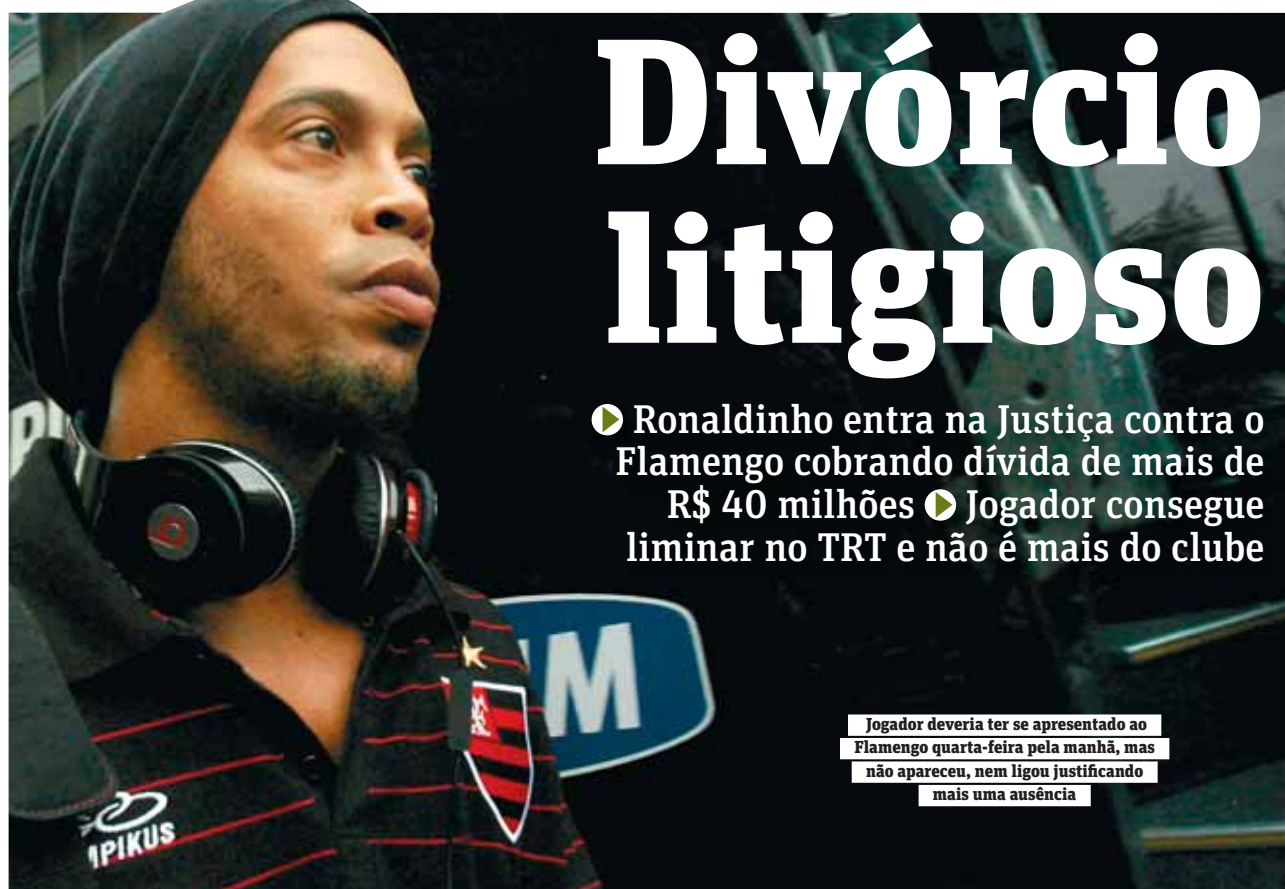 Divórcio
litigioso
Ronaldinho entra na Justiça contra o
Flamengo cobrando dívida de mais de
R$ 40 milhões Jogador consegue
liminar no TRT e não é mais do clube
Jogador deveria ter se apresentado ao
Flamengo quarta-feira pela manhã, mas
não apareceu, nem ligou justificando
mais uma ausência